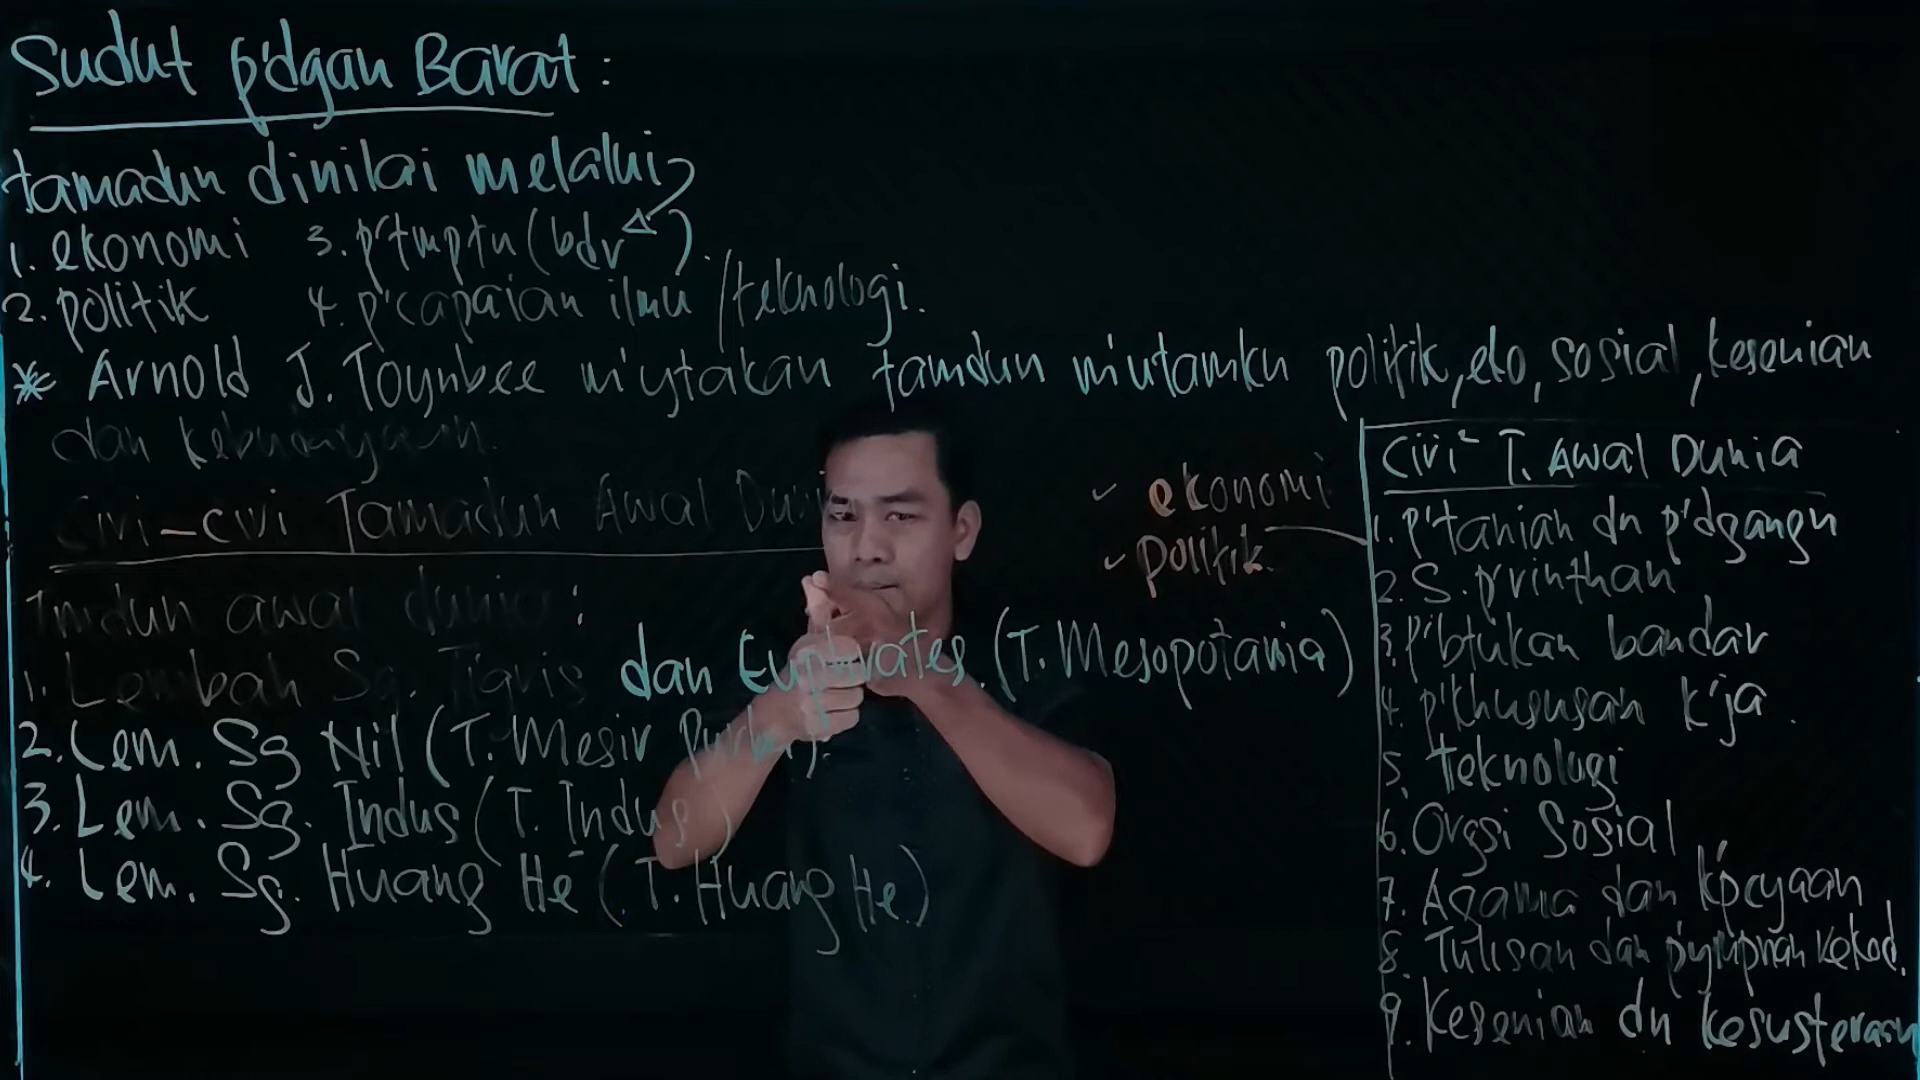 Sudut p'dgan Barat:
tamadun dinilai melalui
1. ekonomi 3. p'tmptn (bdr).
2. politik 4. p'capaian ilmu / teknologi.
* Arnold J. Toynbee m'ytakan tamdun m'utamkn politik, eko, sosial, kesenian
dan
Ciri-ciri Tamadun Awal
Tmdun awal dunia:
1. Lembah Sg. Tigris dan Euphrates. (T. Mesopotamia)
2. Lem. Sg Nil (T. Mesir Purba).
3. Lem. Sg. Indus (T. Indus)
4. Lem. Sg. Huang He (T. Huang He)
✓ ekonomi
✓ politik.
Ciri² T. Awal Dunia
1. P'tanian dn p'dgangn
2. S. p'rinthan
3. P'btukan bandar
4. p'khususan k'ja.
5. teknologi
6. Orgsi Sosial
7. Agama dan kpcyaan
8. Tulisan dan rekod.
9. Kesenian dn kesusteraan